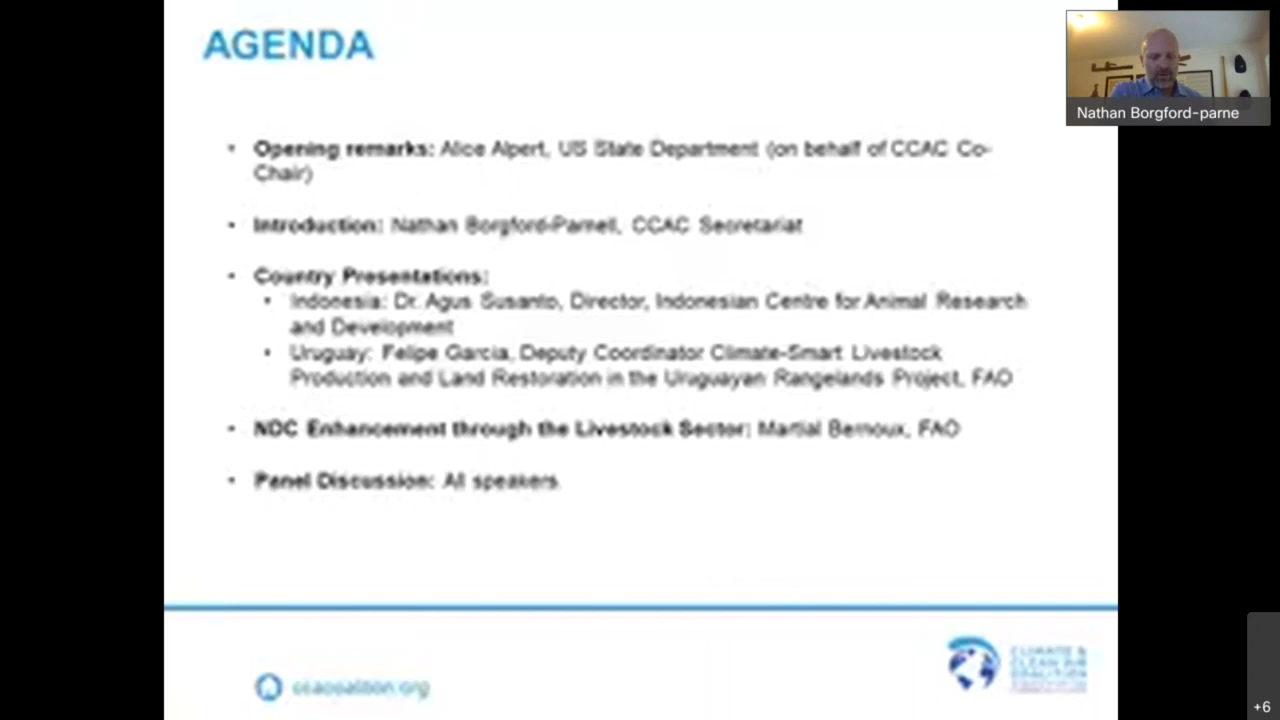 AGENDA
Nathan Borgford-parne
• Opening remarks: Alice Alpert, US State Department (on behalf of CCAC Co-
Chair)
• Introduction: Nathan Borgford-Parnell, CCAC Secretariat
• Country Presentations:
• Indonesia: Dr. Agus Susanto, Director, Indonesian Centre for Animal Research
and Development
• Uruguay: Felipe Garcia, Deputy Coordinator Climate-Smart Livestock
Production and Land Restoration in the Uruguayan Rangelands Project, FAO
• NDC Enhancement through the Livestock Sector: Martial Bernoux, FAO
• Panel Discussion: All speakers
ccacoalition.org
CLIMATE &
CLEAN AIR
COALITION
+6